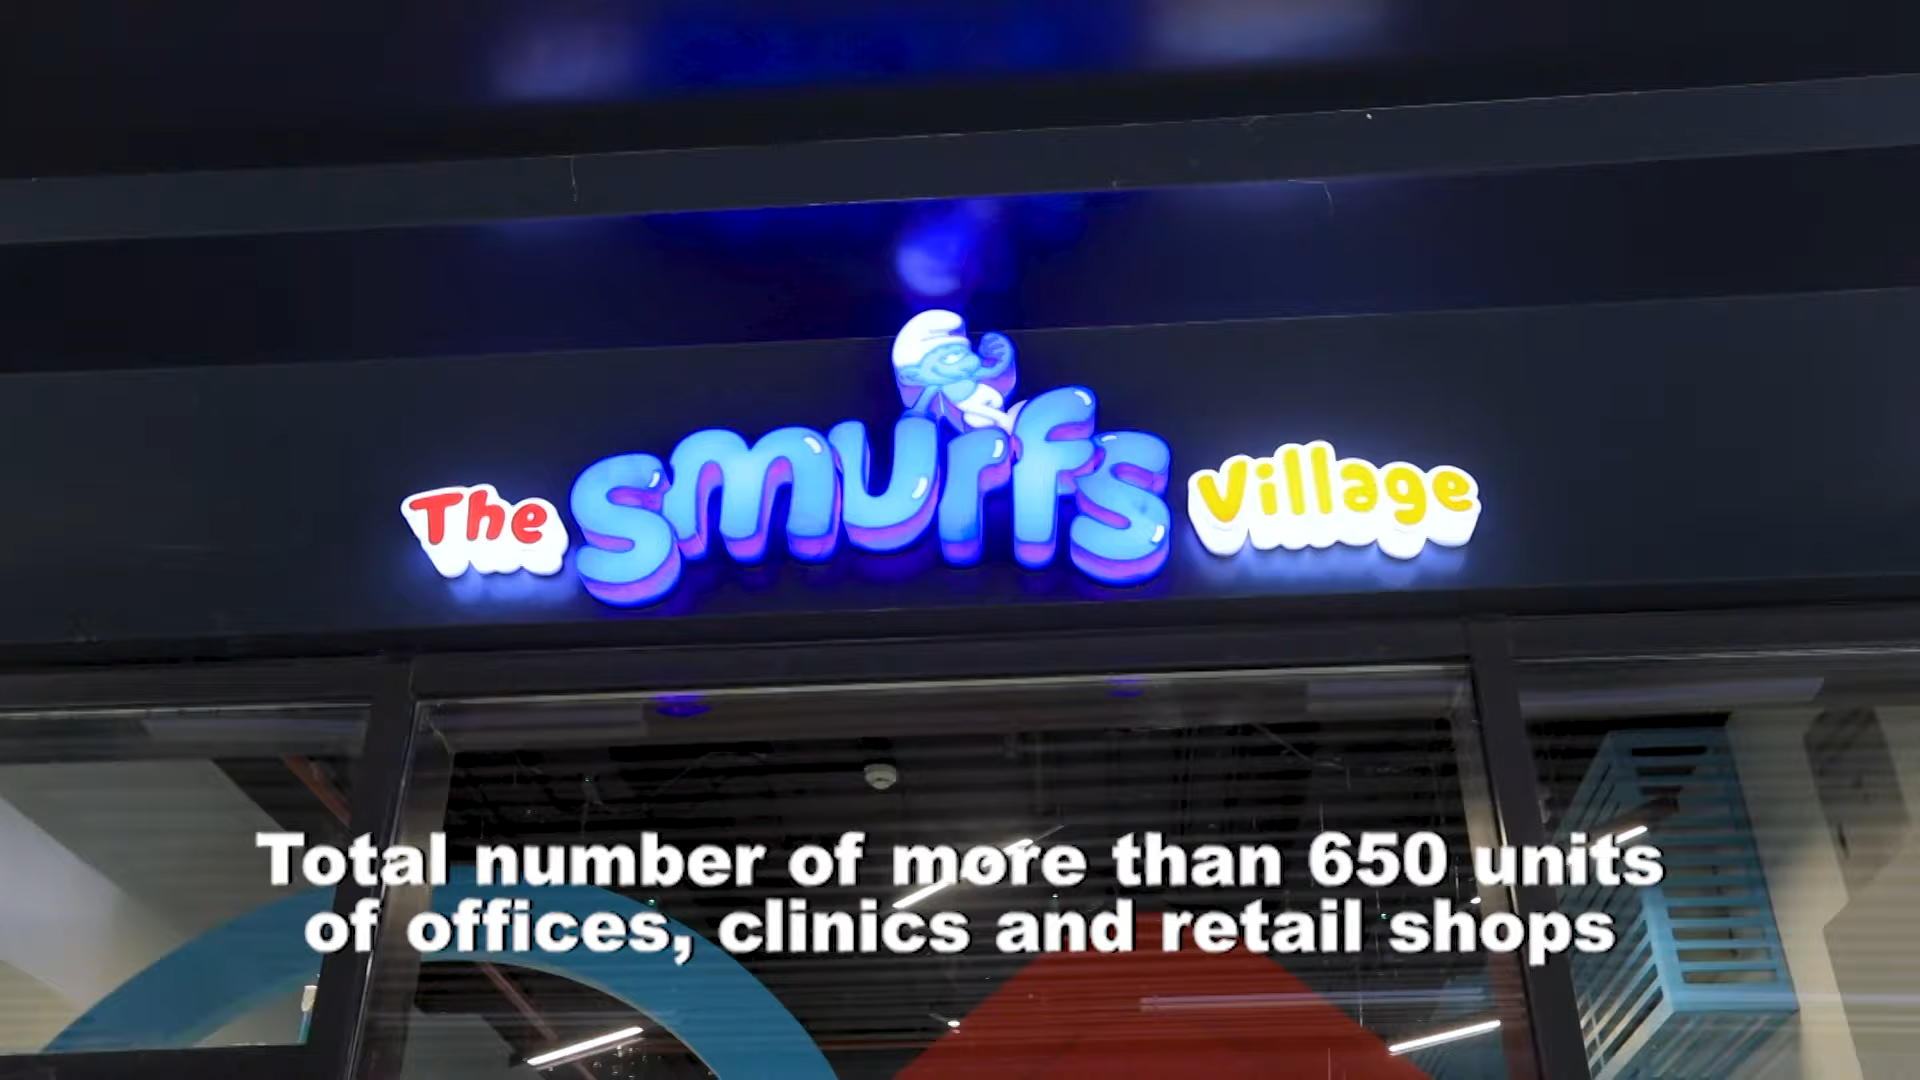 The Smurfs Village
Total number of more than 650 units
of offices, clinics and retail shops